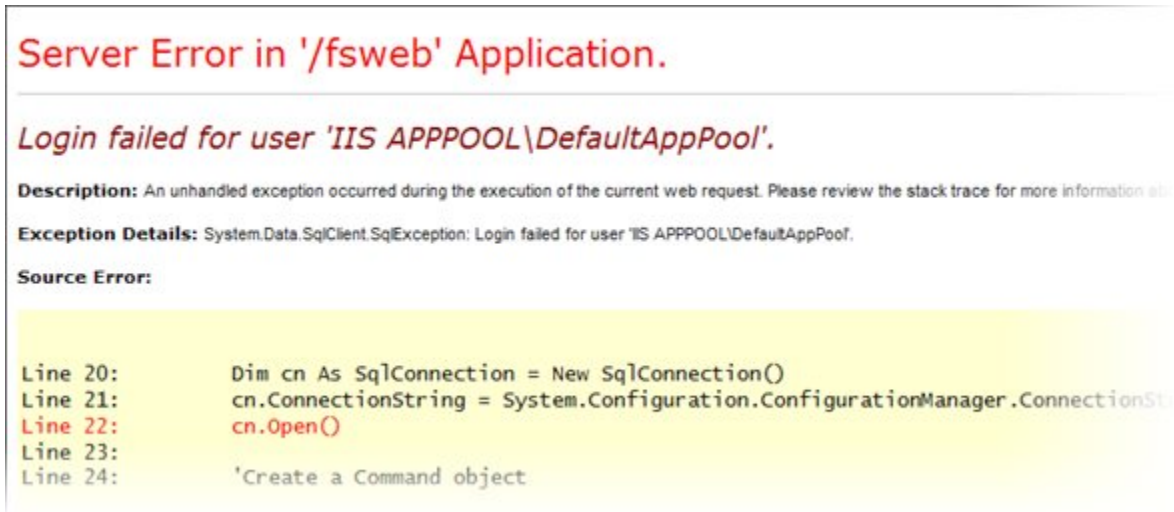 Server Error in '/fsweb' Application.
Login failed for user 'IIS APPPOOL\DefaultAppPool'.
Description: An unhandled exception occurred during the execution of the current web request. Please review the stack trace for more information
Exception Details: System.Data.SqlClient.SqlException: Login failed for user 'IIS APPPOOL\DefaultAppPool'.
Source Error:
Line 20: Dim cn As SqlConnection = New SqlConnection()
Line 21: cn.ConnectionString = System.Configuration.ConfigurationManager.ConnectionSt
Line 22: cn.Open()
Line 23:
Line 24: 'Create a Command object